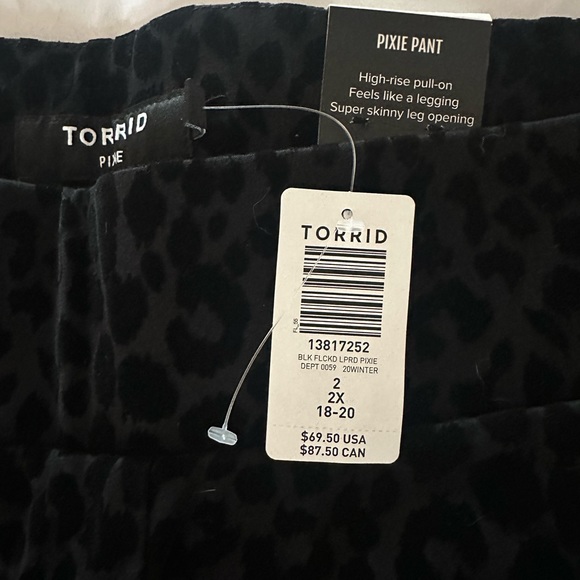 PIXIE PANT
High-rise pull-on
Feels like a legging
Super skinny leg opening
TORRID
PIXIE
TORRID
FL_55
13817252
BLK FLCKD LPRD PIXIE
DEPT 0059 20WINTER
2
2X
18-20
$69.50 USA
$87.50 CAN